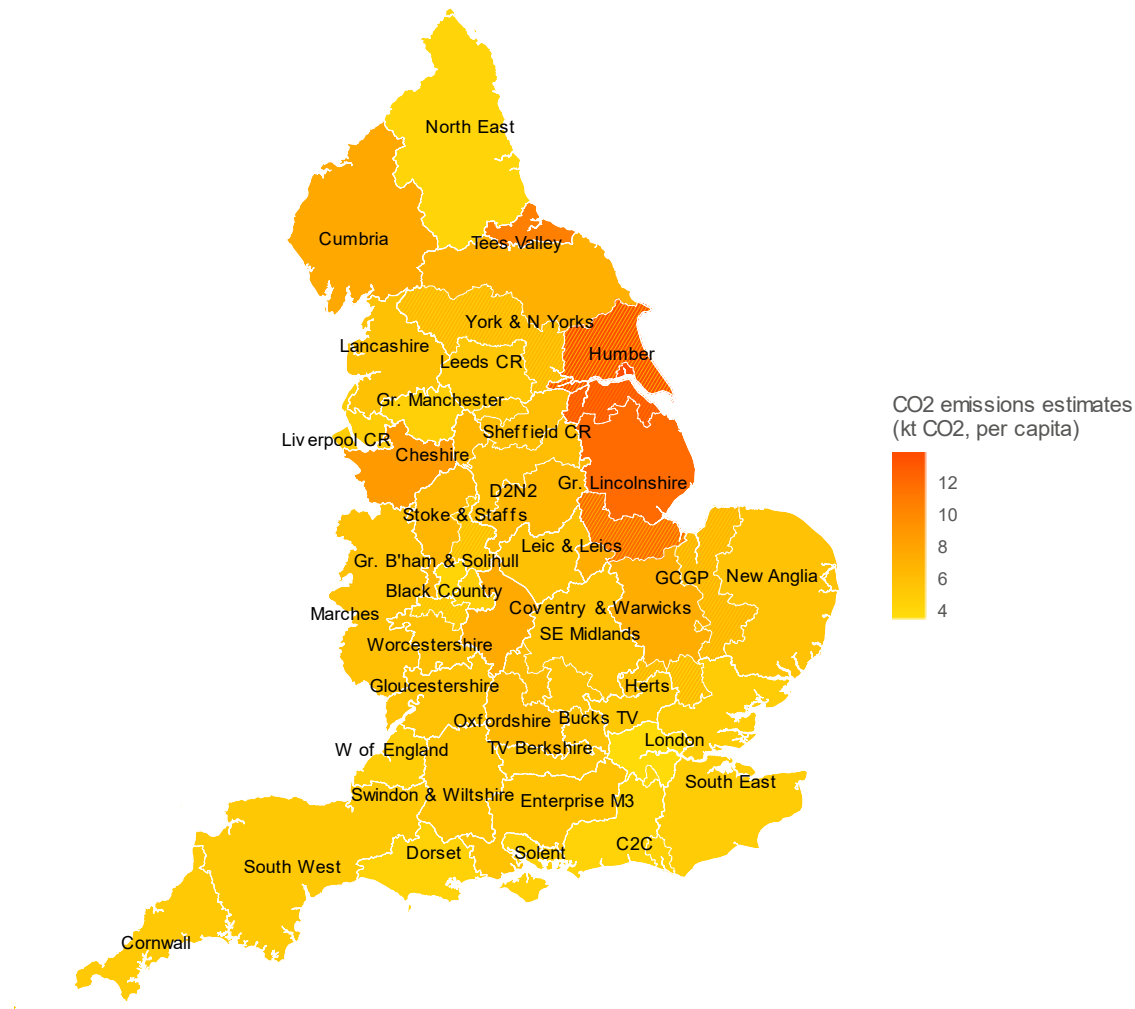 North East
Cumbria
Tees Valley
York & N Yorks
Lancashire
Humber
Leeds CR
Gr. Manchester
CO2 emissions estimates
(kt CO2, per capita)
Liverpool CR
Sheffield CR
Cheshire
12
D2N2
Gr. Lincolnshire
Stoke & Staffs
10
Leic & Leics
8
Gr. B'ham & Solihull
GCGP
New Anglia
6
Black Country
4
Marches
Coventry & Warwicks
SE Midlands
Worcestershire
Gloucestershire
Herts
Oxfordshire
Bucks TV
W of England
TV Berkshire
London
South East
Swindon & Wiltshire
Enterprise M3
C2C
Dorset
Solent
South West
Cornwall